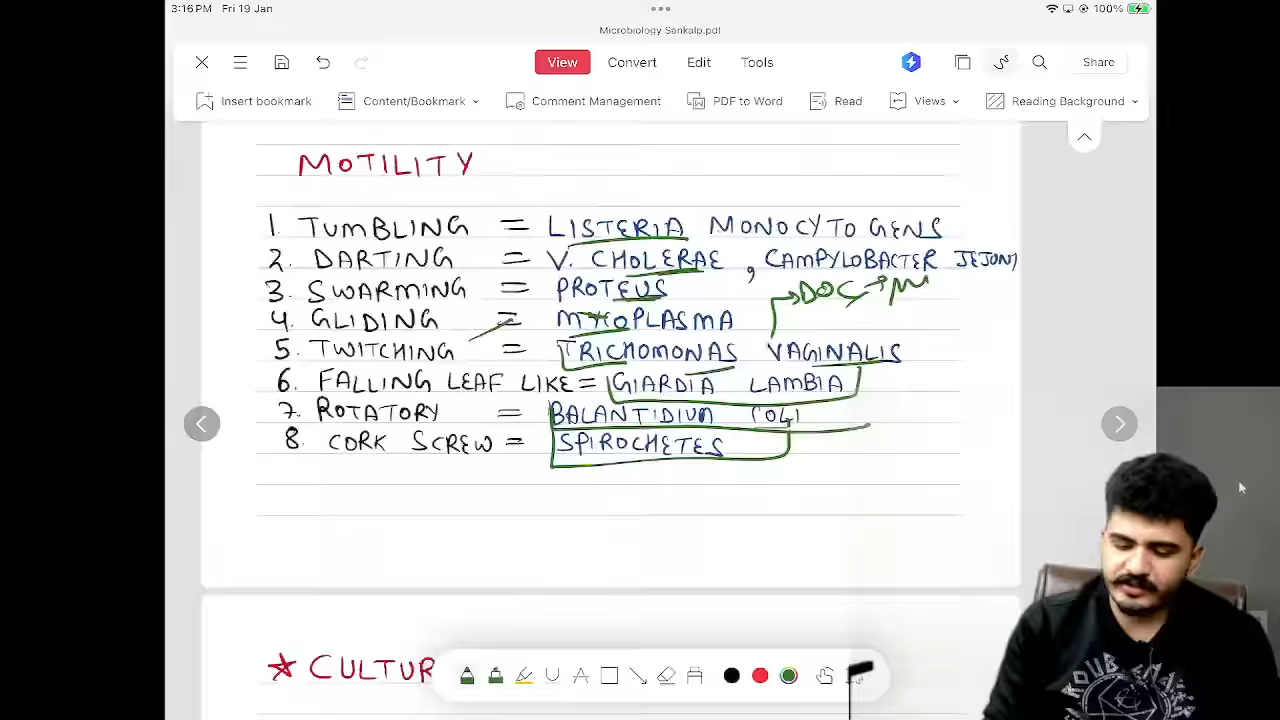 3:16 PM Fri 19 Jan
100%
Microbiology Sankalp.pdf
View Convert Edit Tools Share
Insert bookmark Content/Bookmark Comment Management PDF to Word Read Views Reading Background
MOTILITY
1. TUMBLING = LISTERIA MONOCYTO GENS
2. DARTING = V. CHOLERAE , CAMPYLOBACTER JEJUNI
3. SWARMING = PROTEUS
DOC → M
4. GLIDING = MYCOPLASMA
5. TWITCHING = TRICHOMONAS VAGINALIS
6. FALLING LEAF LIKE = GIARDIA LAMBIA
7. ROTATORY = BALANTIDIUM COLI
8. CORK SCREW = SPIROCHETES
★ CULTUR